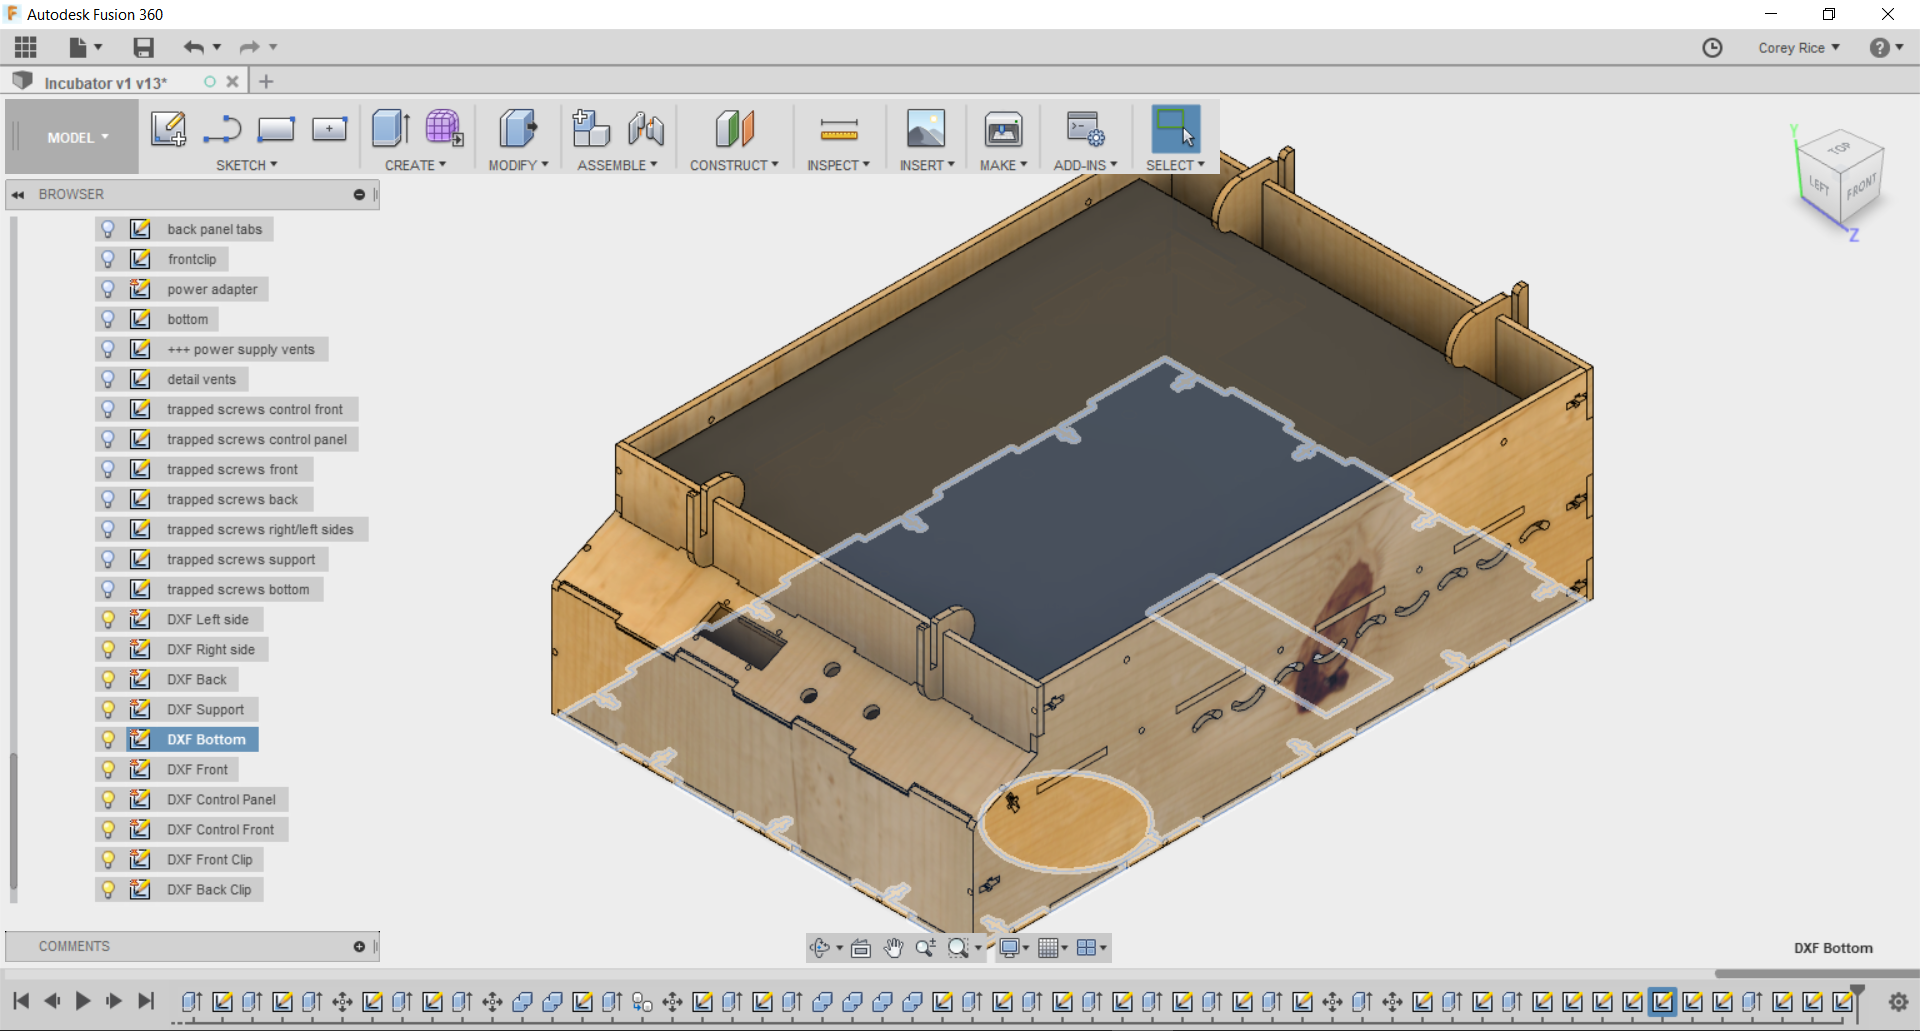 Autodesk Fusion 360
Corey Rice
Incubator v1 v13*
MODEL
SKETCH
CREATE
MODIFY
ASSEMBLE
CONSTRUCT
INSPECT
INSERT
MAKE
ADD-INS
SELECT
Y
TOP
LEFT
FRONT
Z
BROWSER
back panel tabs
frontclip
power adapter
bottom
+++ power supply vents
detail vents
trapped screws control front
trapped screws control panel
trapped screws front
trapped screws back
trapped screws right/left sides
trapped screws support
trapped screws bottom
DXF Left side
DXF Right side
DXF Back
DXF Support
DXF Bottom
DXF Front
DXF Control Panel
DXF Control Front
DXF Front Clip
DXF Back Clip
COMMENTS
DXF Bottom